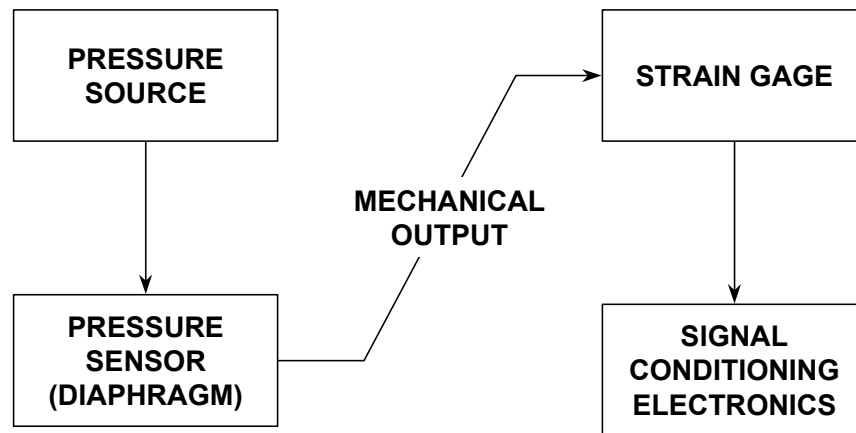 PRESSURE
SOURCE
STRAIN GAGE
MECHANICAL
OUTPUT
PRESSURE
SENSOR
(DIAPHRAGM)
SIGNAL
CONDITIONING
ELECTRONICS